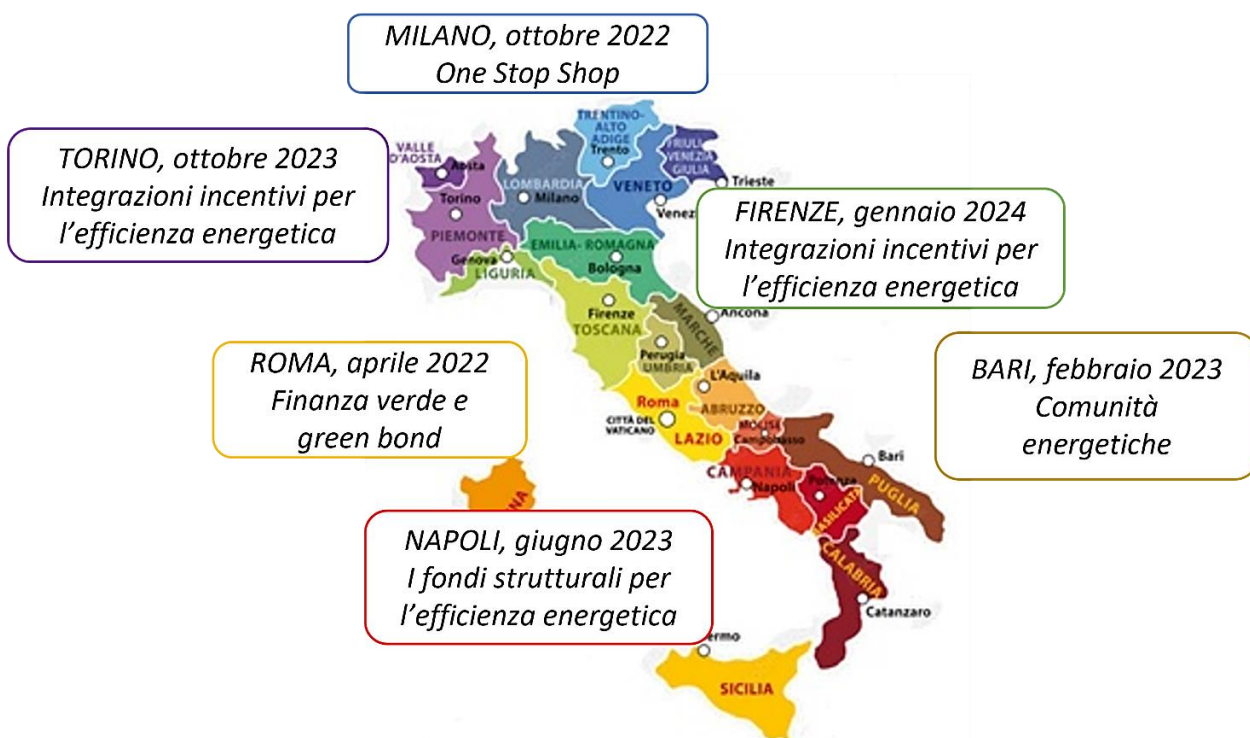 MILANO, ottobre 2022
One Stop Shop
TORINO, ottobre 2023
Integrazioni incentivi per
l'efficienza energetica
FIRENZE, gennaio 2024
Integrazioni incentivi per
l'efficienza energetica
ROMA, aprile 2022
Finanza verde e
green bond
BARI, febbraio 2023
Comunità
energetiche
NAPOLI, giugno 2023
I fondi strutturali per
l'efficienza energetica
TRENTINO-
ALTO
ADIGE
Trento
VALLE
D'AOSTA
Aosta
FRIULI
VENEZIA
GIULIA
Trieste
LOMBARDIA
Milano
VENETO
Venez
Torino
PIEMONTE
EMILIA- ROMAGNA
Bologna
Genova
LIGURIA
Firenze
TOSCANA
MARCHE
Ancona
Perugia
UMBRIA
L'Aquila
ABRUZZO
Roma
CITTÀ DEL
VATICANO
LAZIO
MOLISE
Campobasso
CAMPANIA
Napoli
Potenza
BASILICATA
Bari
PUGLIA
NA
CALABRIA
Catanzaro
ermo
SICILIA